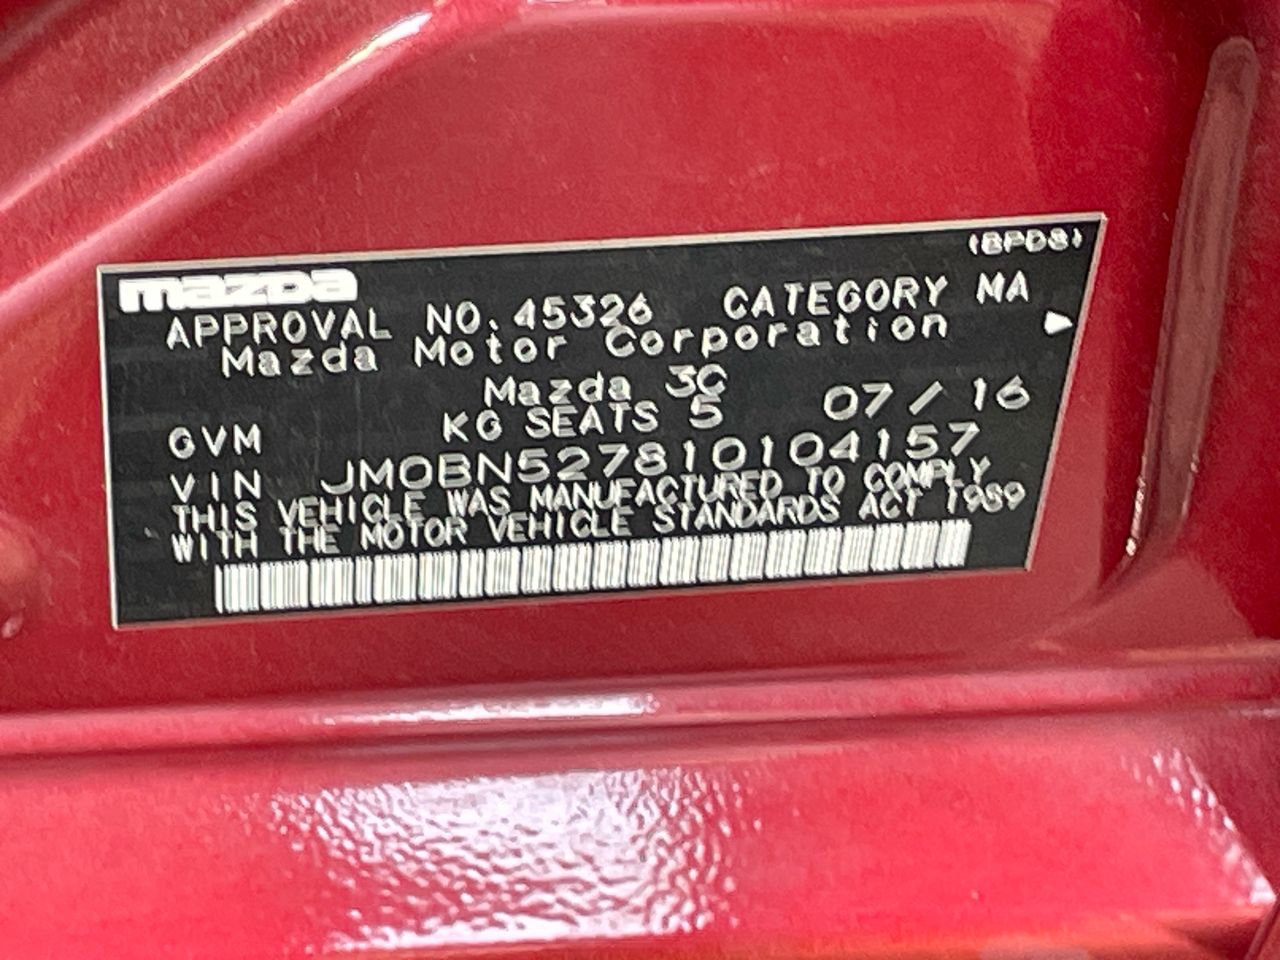 (BPD8)
mazda
APPROVAL NO. 45326 CATEGORY MA
Mazda Motor Corporation
Mazda 3C
GVM KG SEATS 5 07/16
VIN JM0BN527810104157
THIS VEHICLE WAS MANUFACTURED TO COMPLY
WITH THE MOTOR VEHICLE STANDARDS ACT 1989